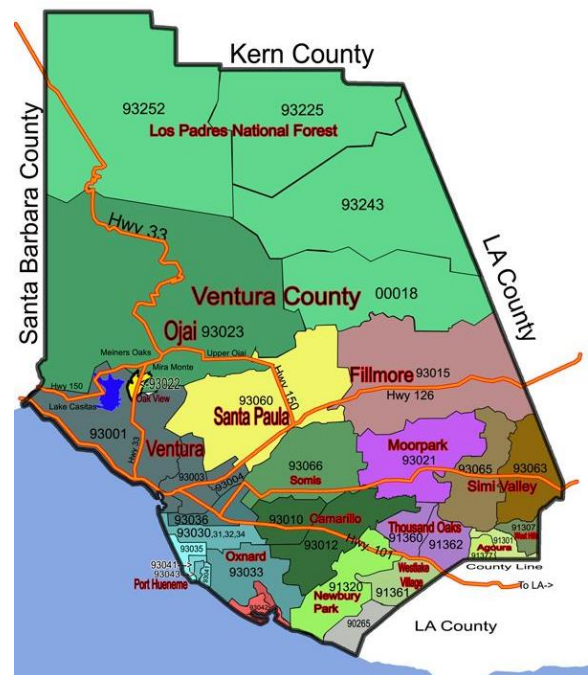 Kern County
Santa Barbara County
93252
93225
Los Padres National Forest
93243
LA County
Hwy 33
00018
Ventura County
Ojai 93023
Meiners Oaks
Mira Monte
Upper Ojai
Hwy 150
<-93022
Oak View
Lake Casitas
Hwy 150
Fillmore 93015
Hwy 126
93060
Santa Paula
93001
Ventura
Hwy 33
Moorpark
93021
93066
Somis
93065
93063
Simi Valley
93003
93004
93036
93010
Camarillo
93030,31,32,34
93012
Hwy. 101
Thousand Oaks
91360
91362
91307
West Hills
91301
Agoura
91377
County Line
93035
Oxnard
93033
93041-->
93043
Port Hueneme
Westlake
Village
91361
91320
Newbury
Park
To LA->
93042
90265
LA County